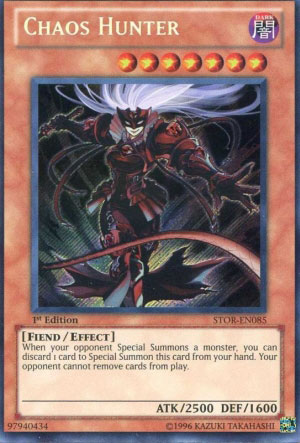 CHAOS HUNTER
DARK
闇
1st Edition
STOR-EN085
[FIEND / EFFECT]
When your opponent Special Summons a monster, you can
discard 1 card to Special Summon this card from your hand. Your
opponent cannot remove cards from play.
ATK/2500 DEF/1600
97940434
©1996 KAZUKI TAKAHASHI